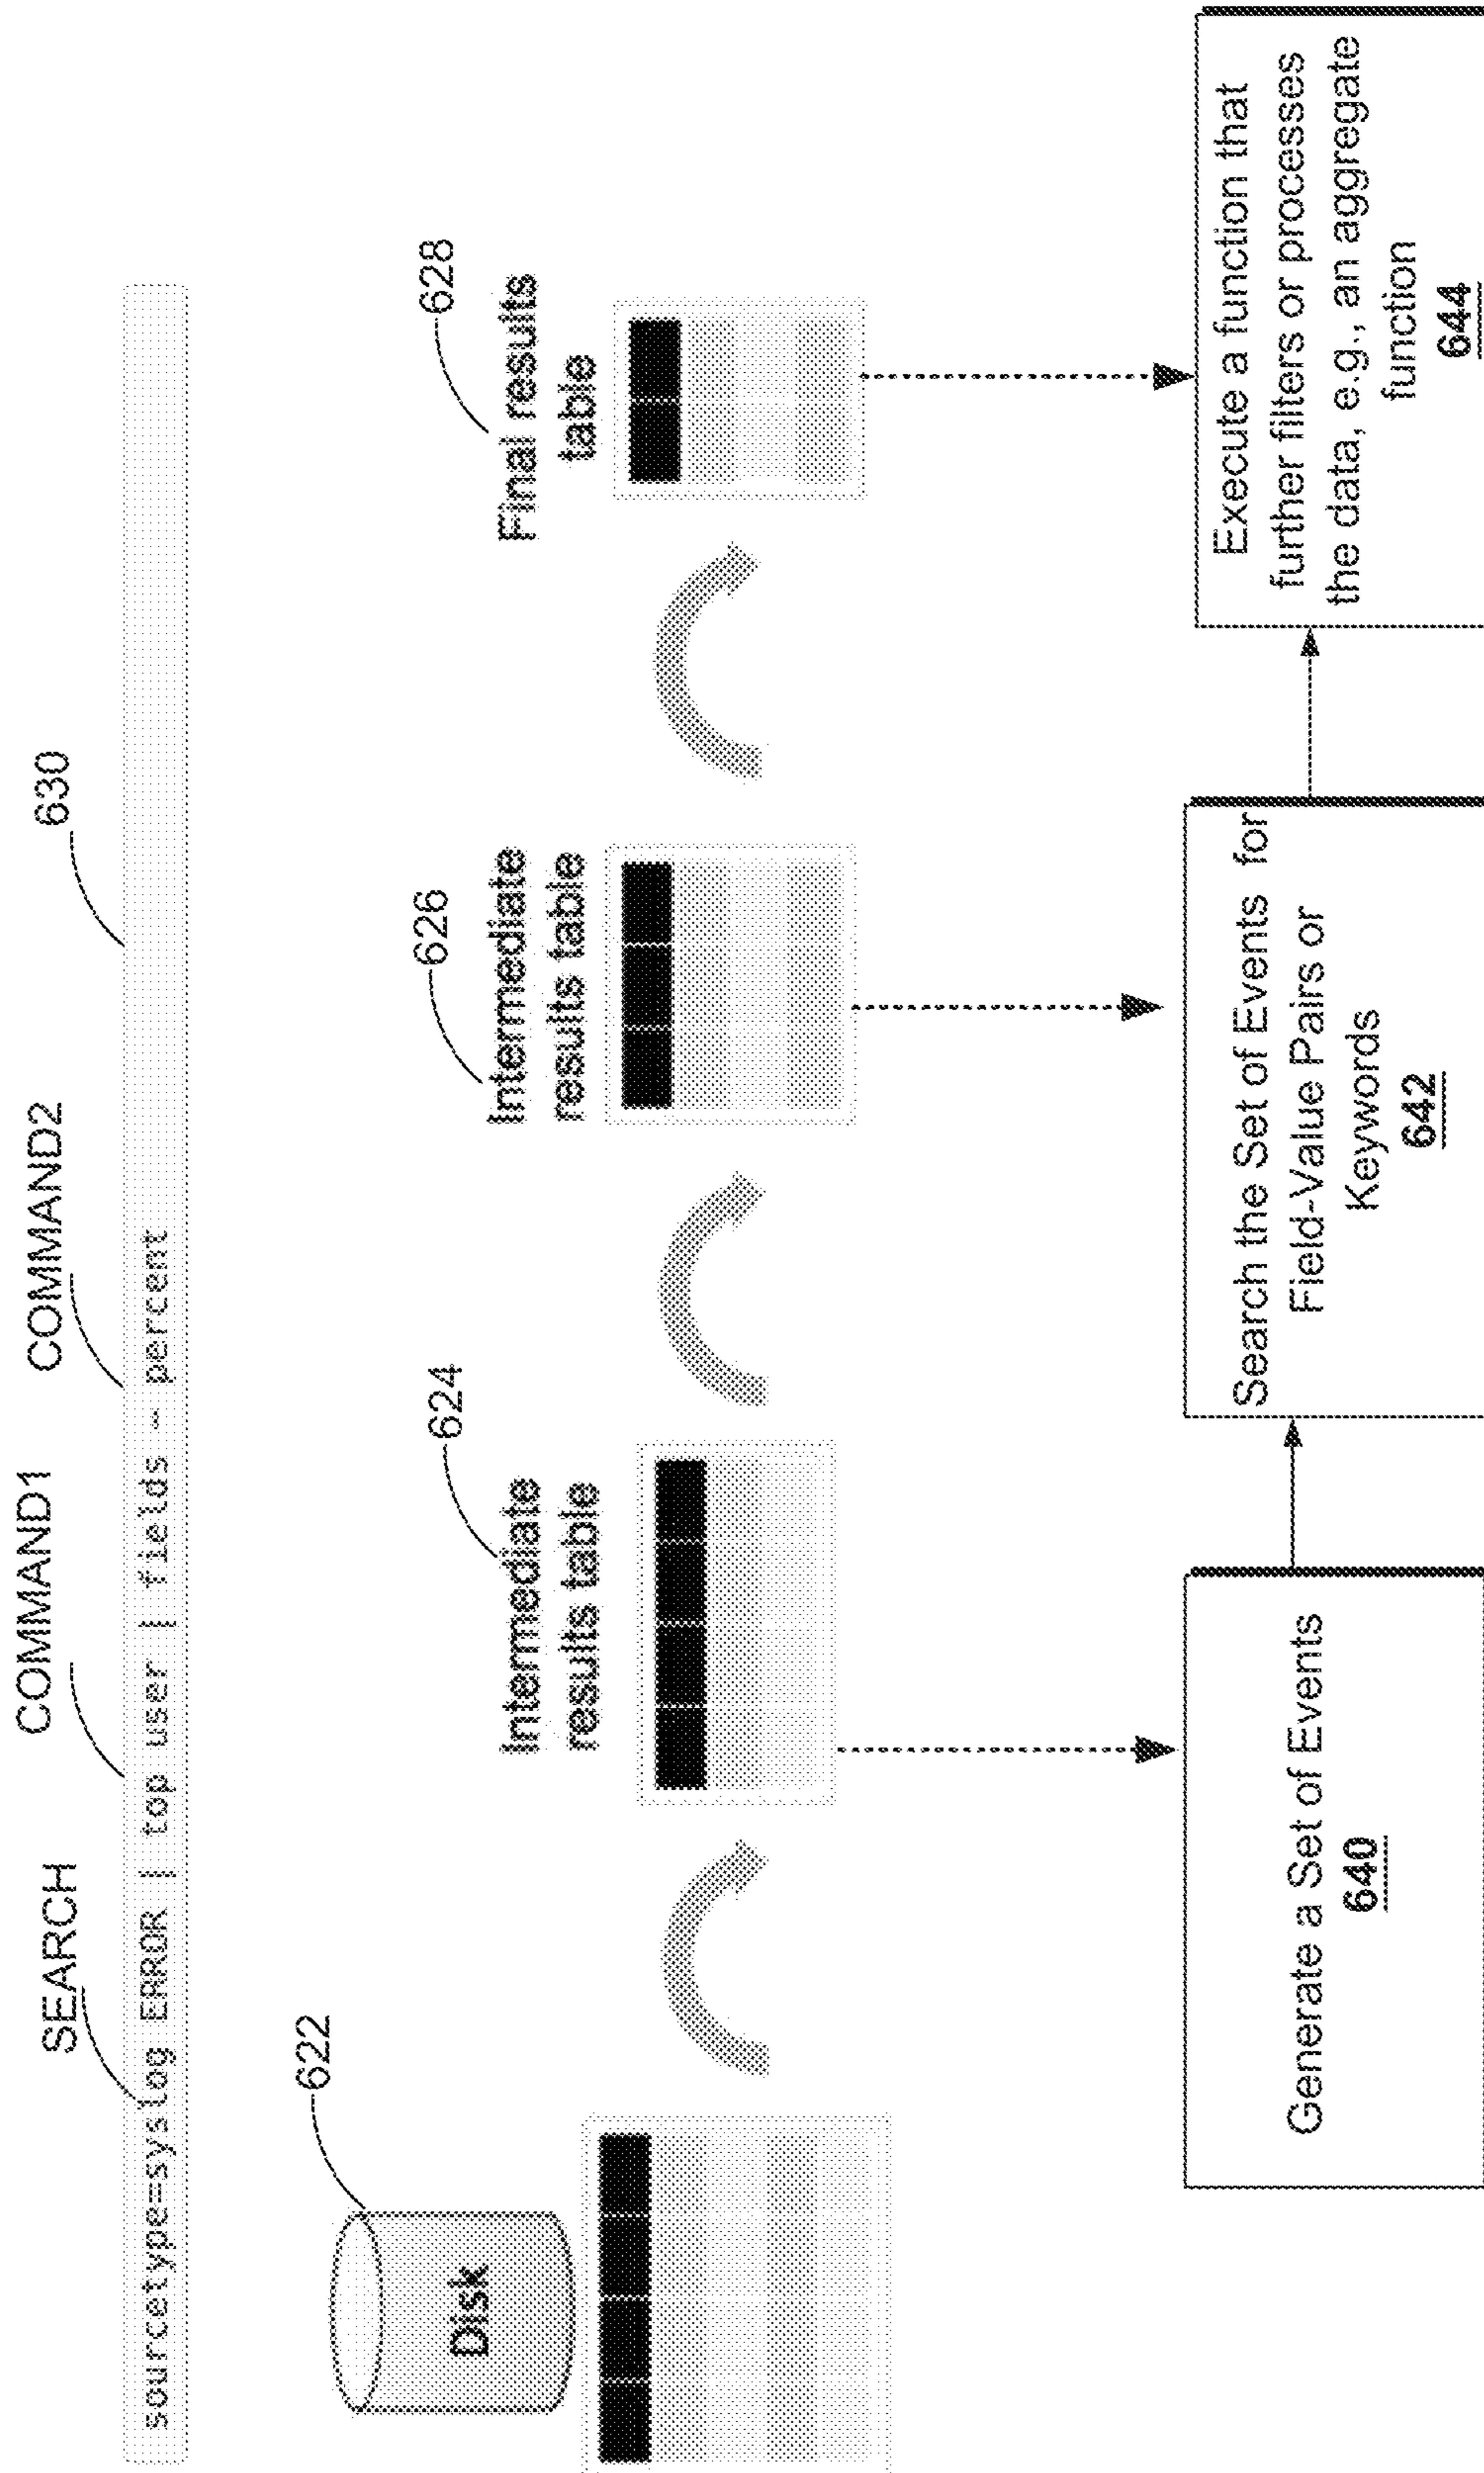 SEARCH
COMMAND1
COMMAND2
630
sourcetype=syslog ERROR | top user | fields - percent
622
Disk
624
Intermediate
results table
626
Intermediate
results table
628
Final results
table
Generate a Set of Events
640
Search the Set of Events for
Field-Value Pairs or
Keywords
642
Execute a function that
further filters or processes
the data, e.g., an aggregate
function
644